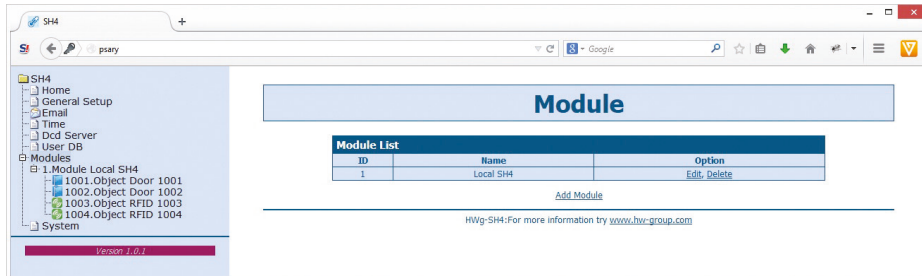 SH4
psary
Google
SH4
Home
General Setup
Email
Time
Dcd Server
User DB
Modules
1.Module Local SH4
1001.Object Door 1001
1002.Object Door 1002
1003.Object RFID 1003
1004.Object RFID 1004
System
Version 1.0.1
Module
Module List
ID Name Option
1 Local SH4 Edit, Delete
Add Module
HWg-SH4:For more information try www.hw-group.com